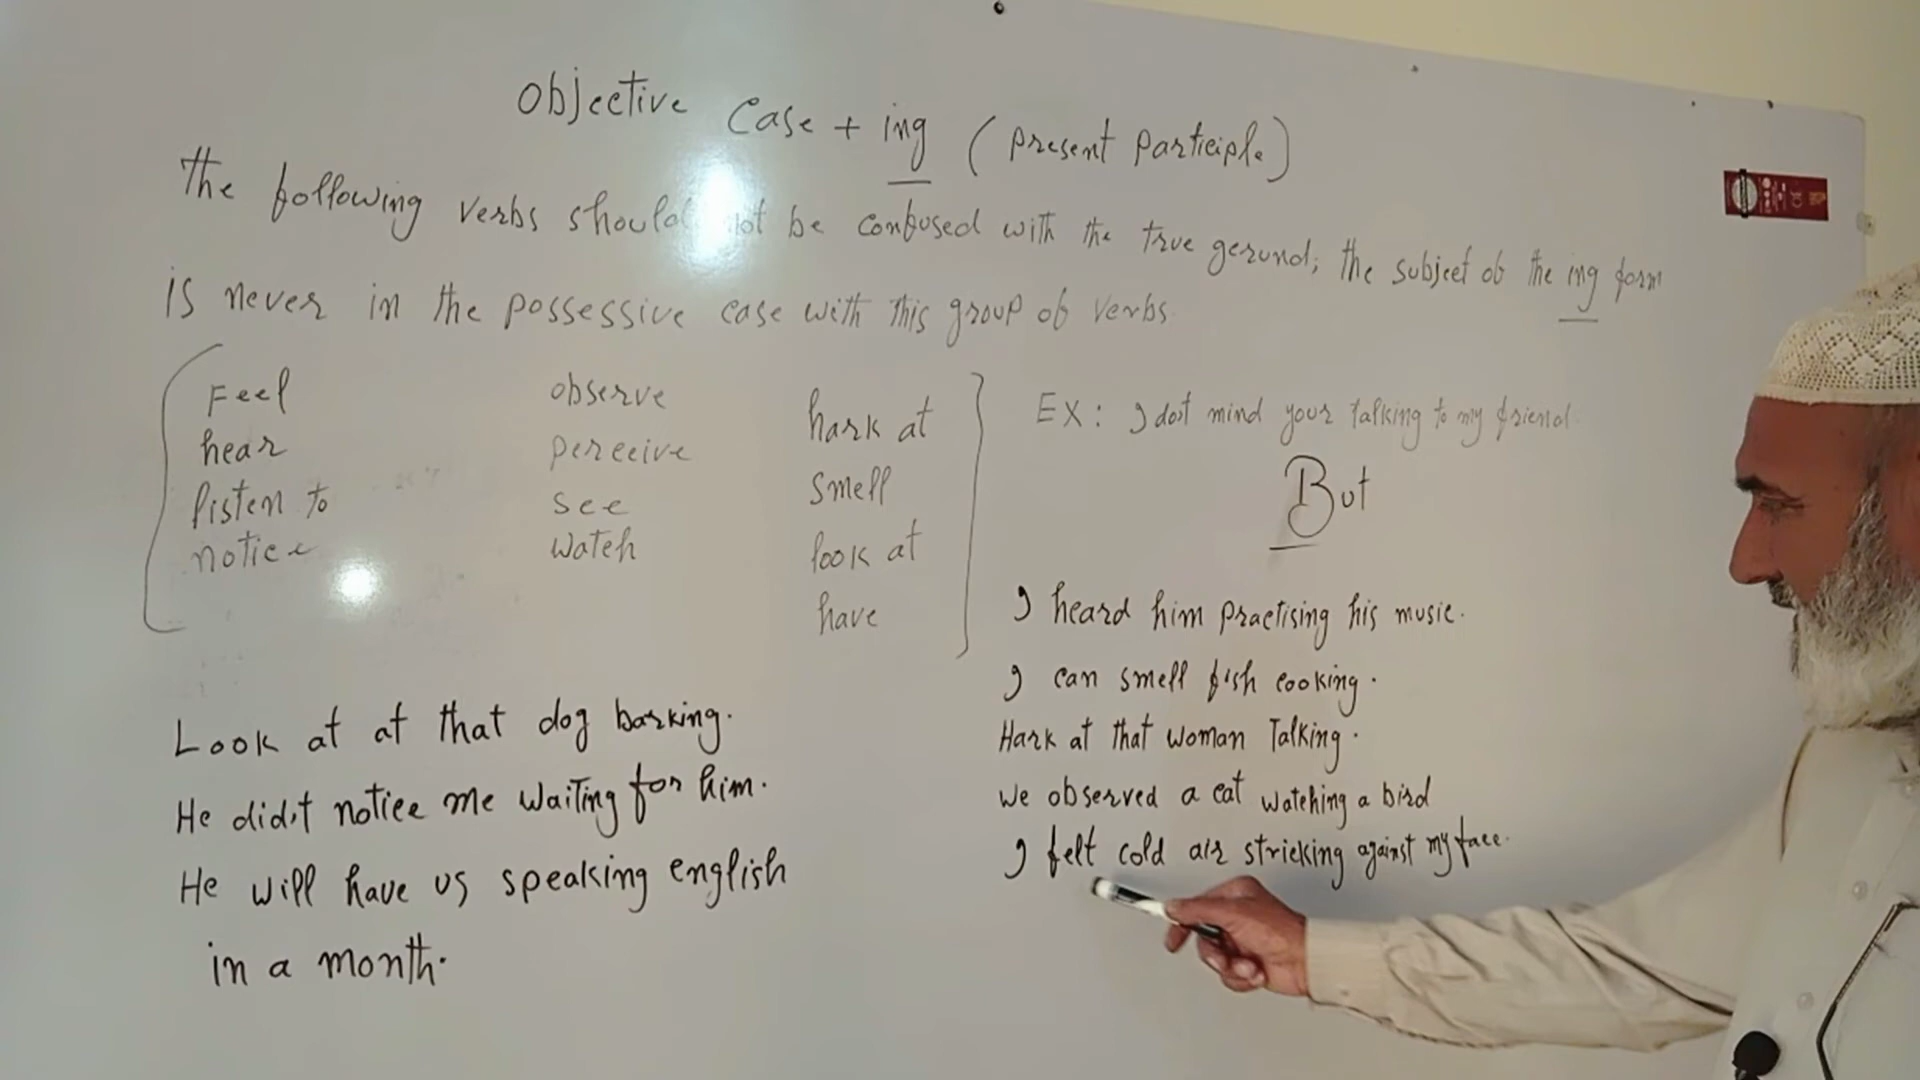 Objective Case + ing (Present Participle)
The following verbs should not be confused with the true gerund; the subject of the ing form
is never in the possessive case with this group of verbs.
Feel observe hark at
hear perceive smell
listen to see look at
notice watch have
EX: I don't mind your talking to my friend
But
I heard him practising his music.
I can smell fish cooking.
Hark at that woman Talking.
We observed a cat watching a bird
I felt cold air stricking against my face.
Look at at that dog barking.
He did,t notice me waiting for him.
He will have us speaking english
in a month.